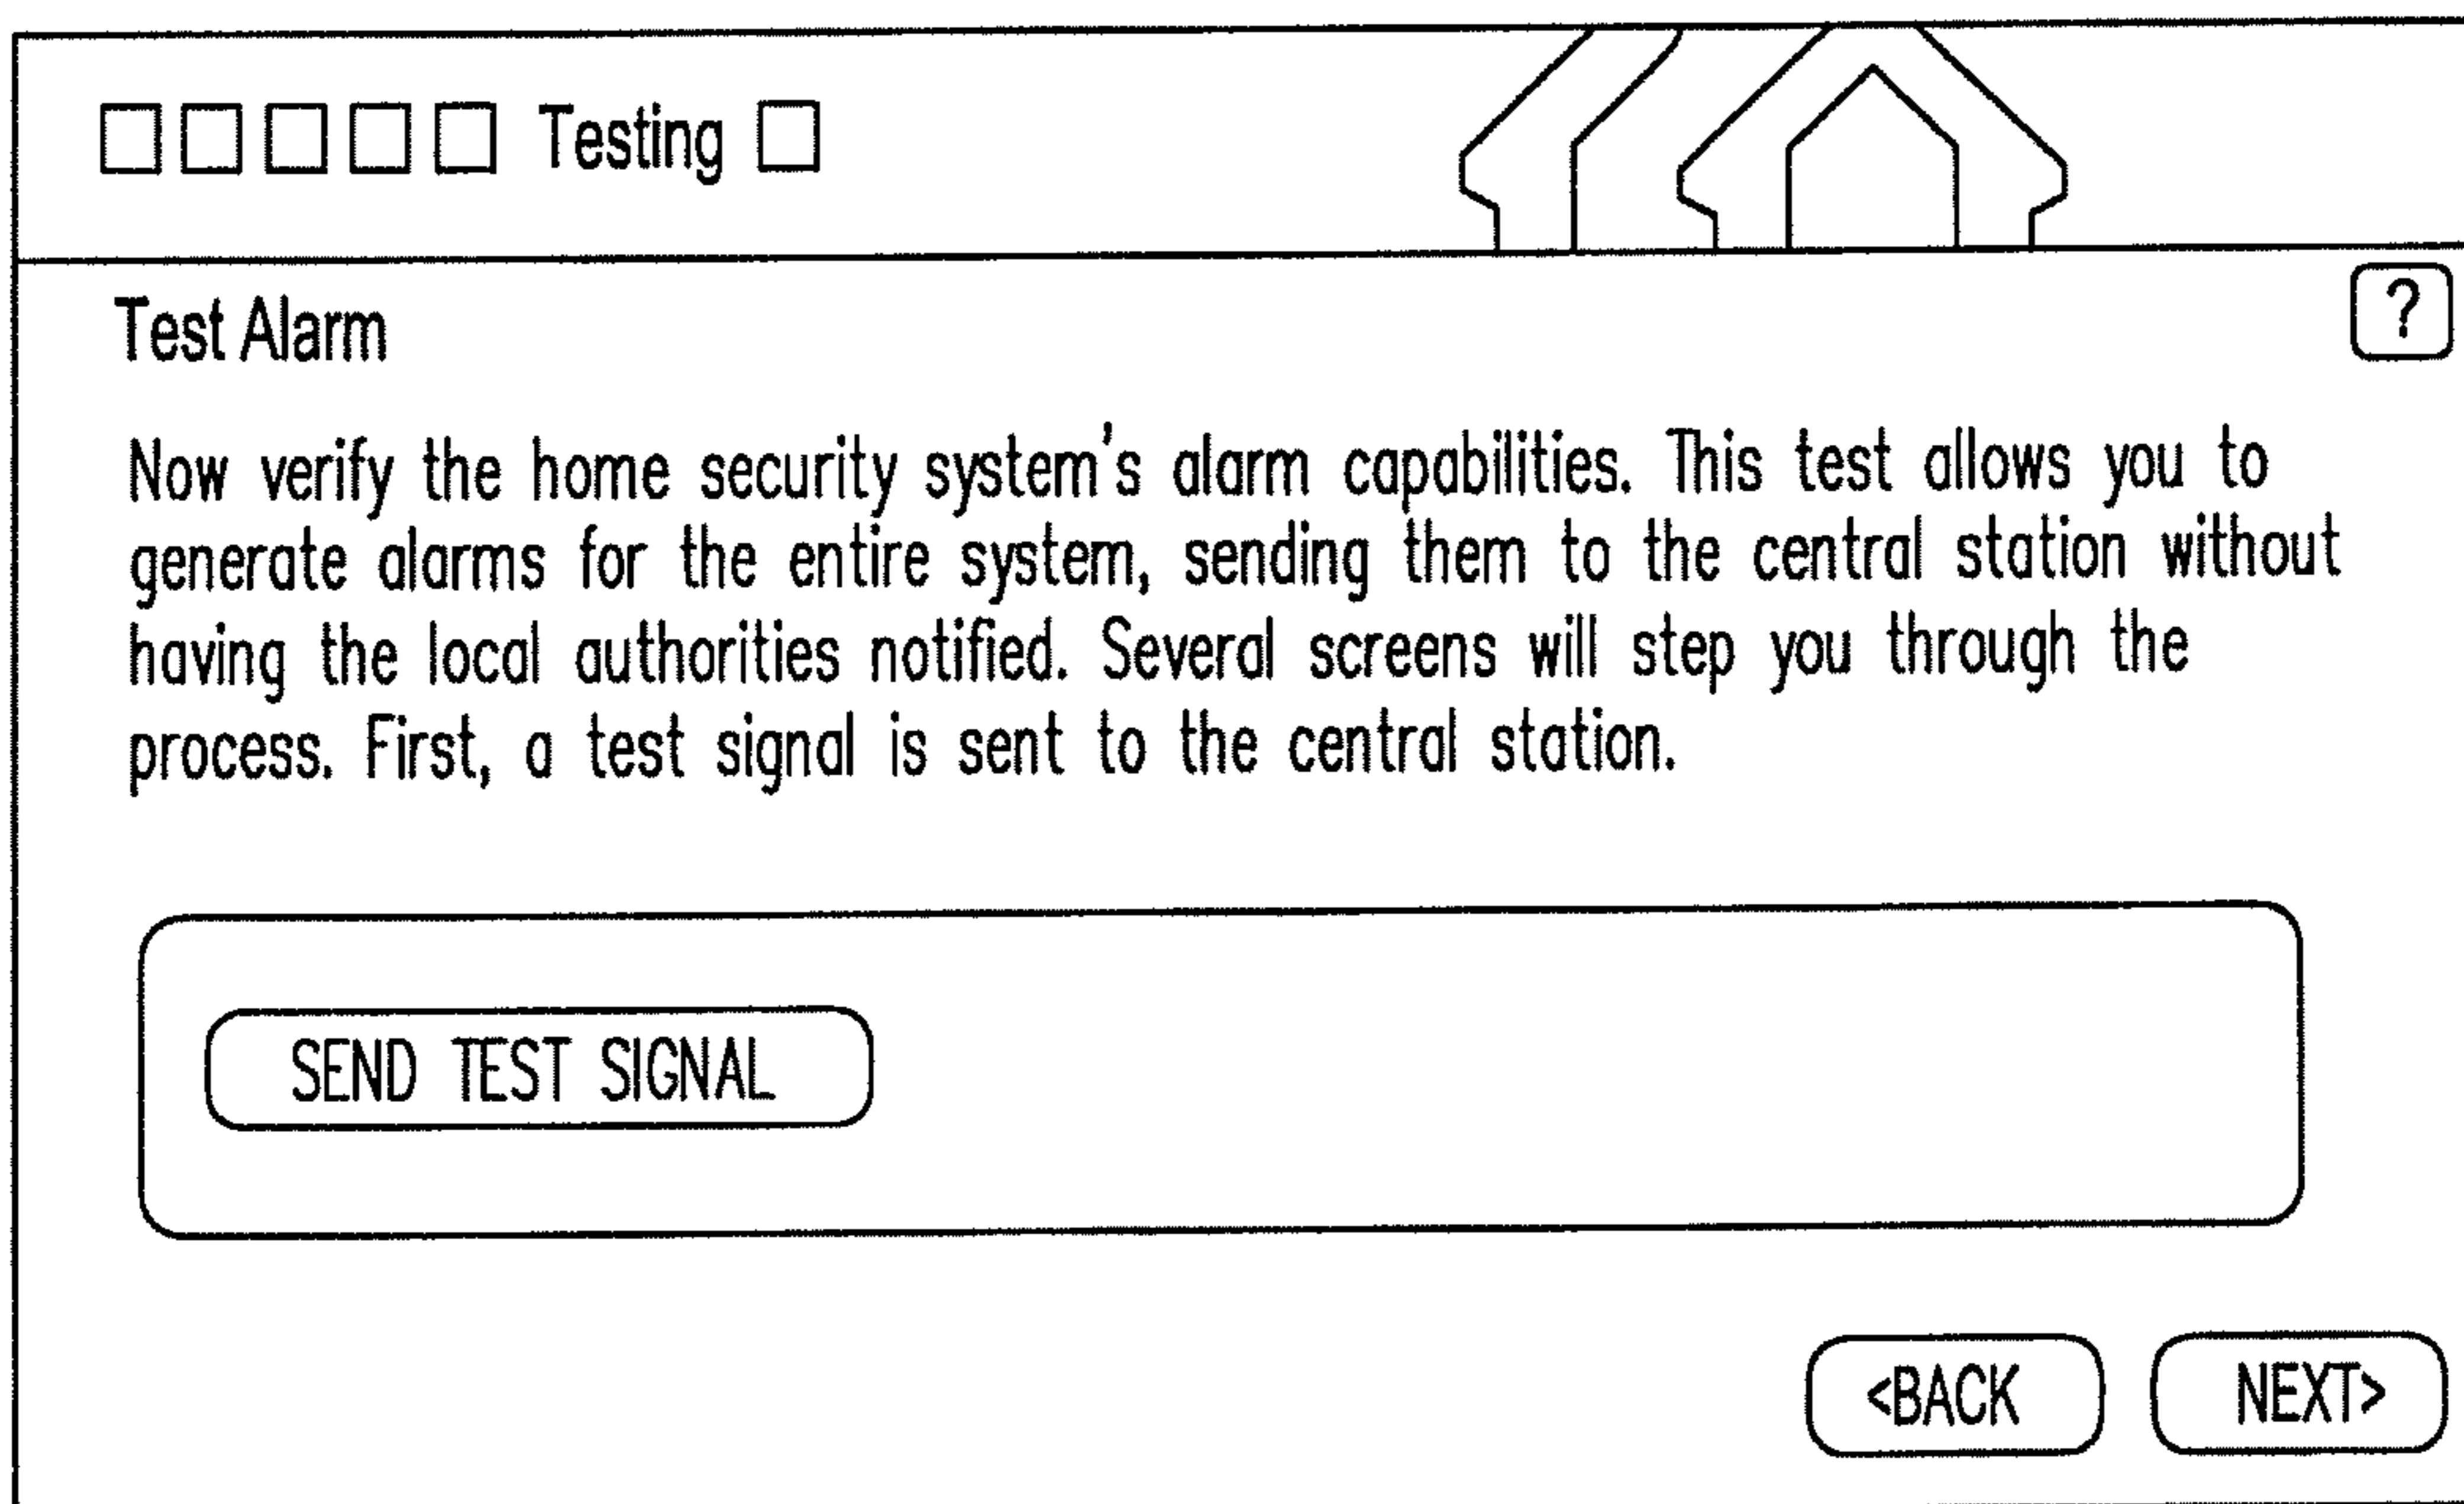 Testing
Test Alarm
?
Now verify the home security system's alarm capabilities. This test allows you to
generate alarms for the entire system, sending them to the central station without
having the local authorities notified. Several screens will step you through the
process. First, a test signal is sent to the central station.
SEND TEST SIGNAL
<BACK NEXT>